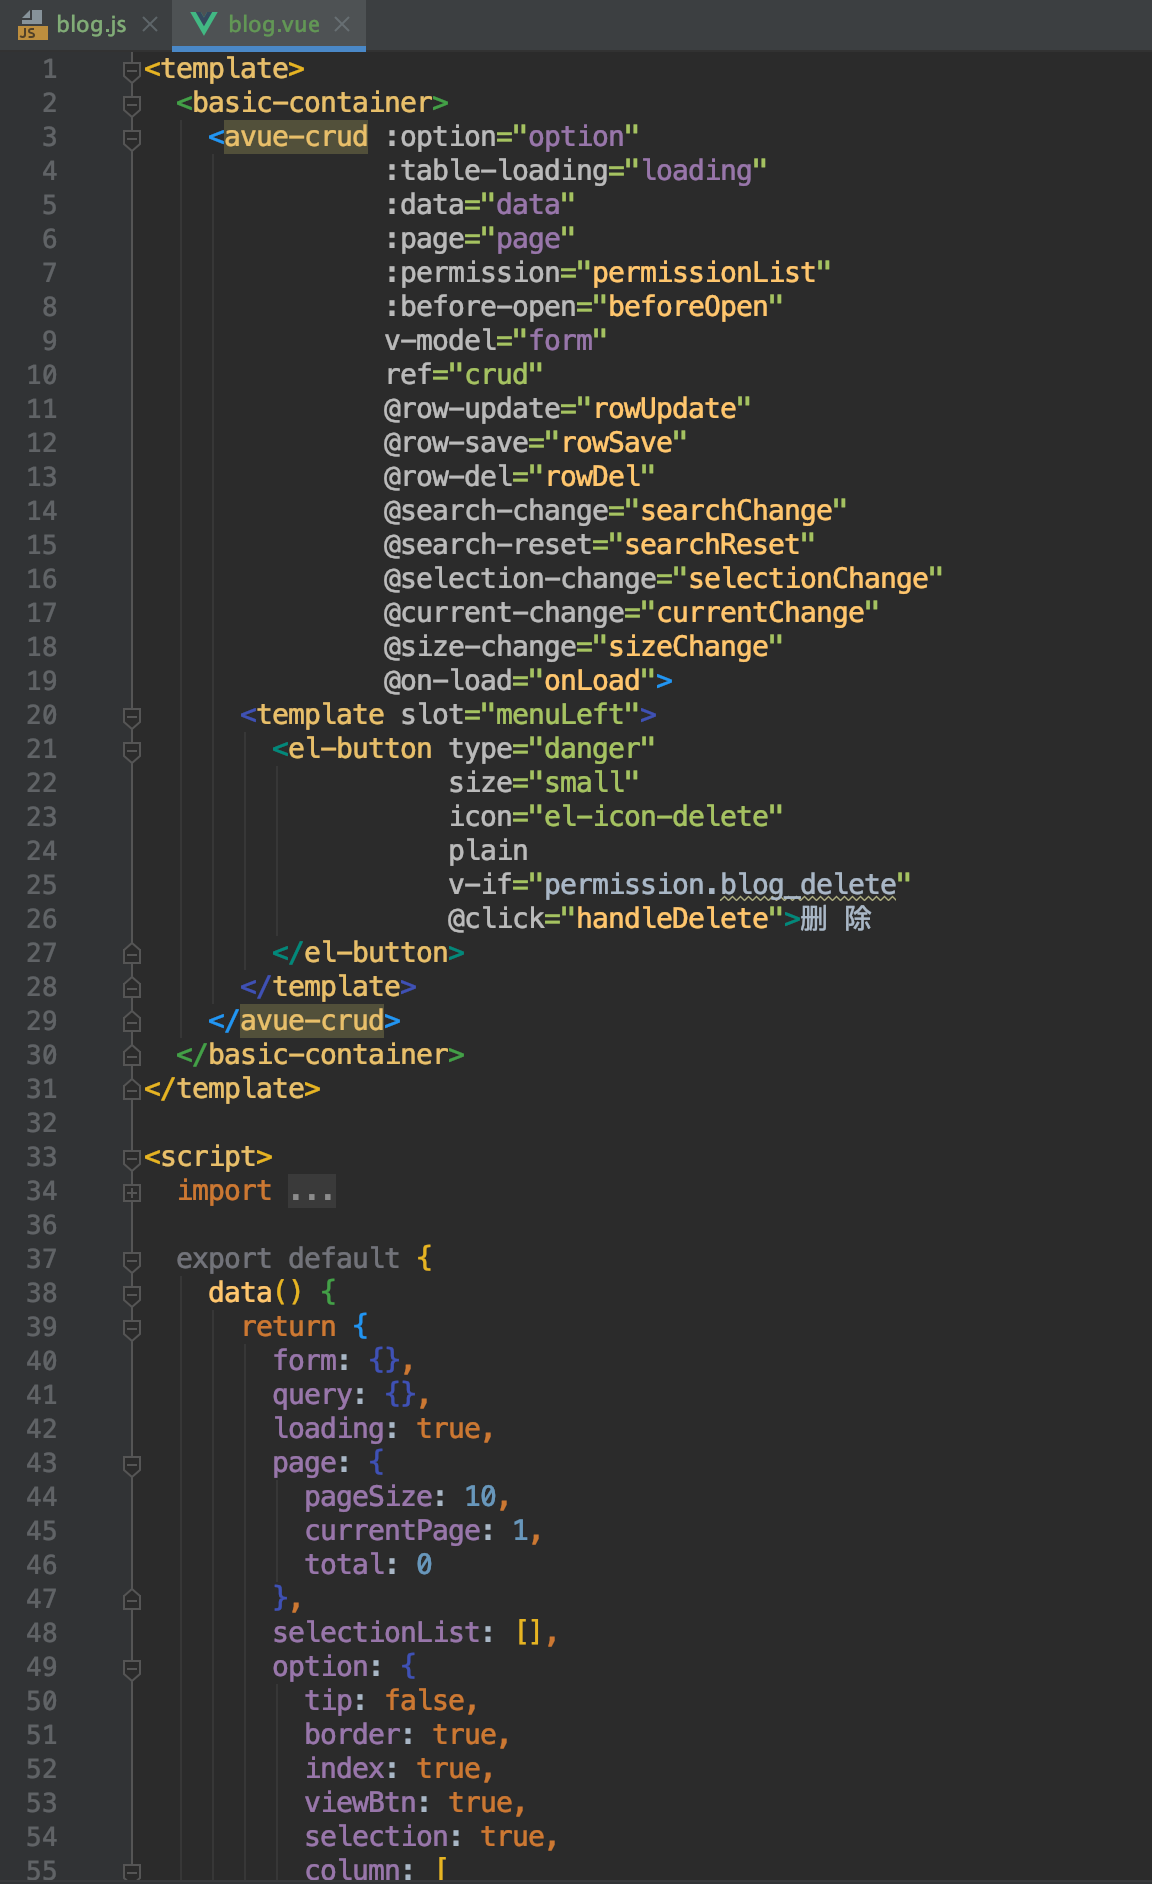 blog.js
blog.vue
1 <template>
2   <basic-container>
3     <avue-crud :option="option"
4                :table-loading="loading"
5                :data="data"
6                :page="page"
7                :permission="permissionList"
8                :before-open="beforeOpen"
9                v-model="form"
10                ref="crud"
11                @row-update="rowUpdate"
12                @row-save="rowSave"
13                @row-del="rowDel"
14                @search-change="searchChange"
15                @search-reset="searchReset"
16                @selection-change="selectionChange"
17                @current-change="currentChange"
18                @size-change="sizeChange"
19                @on-load="onLoad">
20       <template slot="menuLeft">
21         <el-button type="danger"
22                    size="small"
23                    icon="el-icon-delete"
24                    plain
25                    v-if="permission.blog_delete"
26                    @click="handleDelete">删 除
27         </el-button>
28       </template>
29     </avue-crud>
30   </basic-container>
31 </template>
32
33 <script>
34   import ...
36
37   export default {
38     data() {
39       return {
40         form: {},
41         query: {},
42         loading: true,
43         page: {
44           pageSize: 10,
45           currentPage: 1,
46           total: 0
47         },
48         selectionList: [],
49         option: {
50           tip: false,
51           border: true,
52           index: true,
53           viewBtn: true,
54           selection: true,
55           column: [